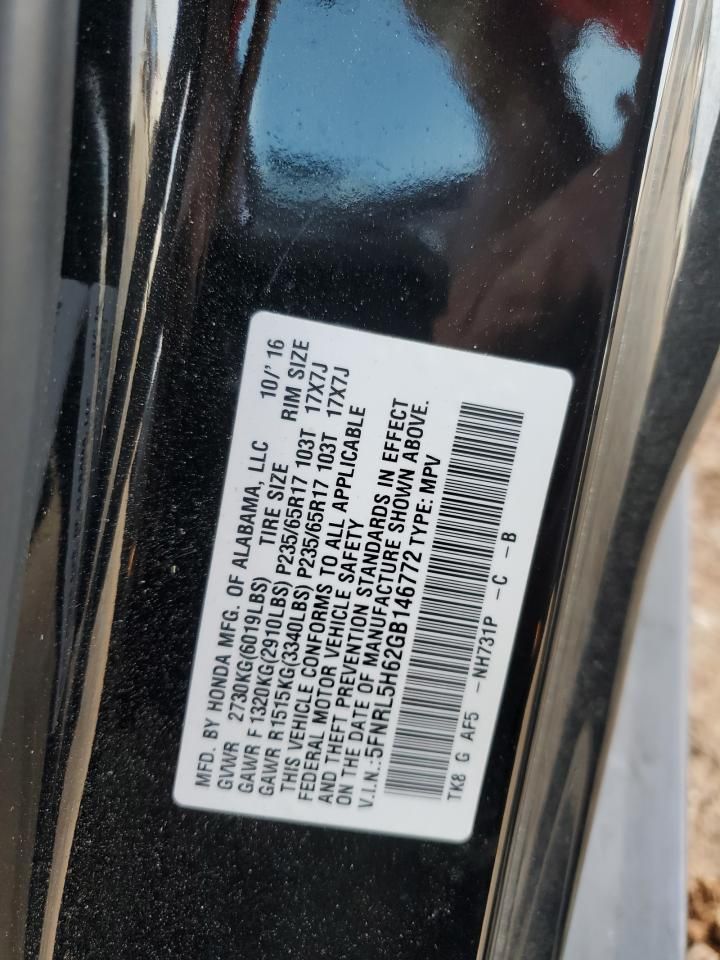 MFD. BY HONDA MFG. OF ALABAMA, LLC 10/'16
GVWR 2730KG(6019LBS) TIRE SIZE RIM SIZE
GAWR F 1320KG(2910LBS) P235/65R17 103T 17X7J
GAWR R1515KG(3340LBS) P235/65R17 103T 17X7J
THIS VEHICLE CONFORMS TO ALL APPLICABLE
FEDERAL MOTOR VEHICLE SAFETY
AND THEFT PREVENTION STANDARDS IN EFFECT
ON THE DATE OF MANUFACTURE SHOWN ABOVE.
V.I.N.:5FNRL5H62GB146772 TYPE: MPV
TK8 G AF5 -NH731P -C -B